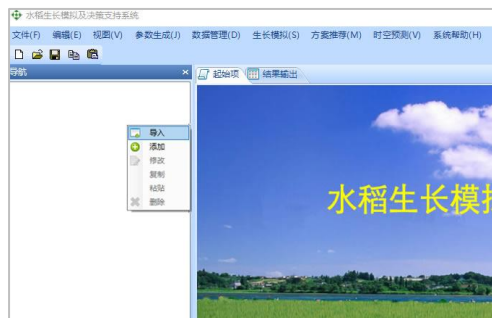 水稻生长模拟及决策支持系统
文件(F) 编辑(E) 视图(V) 参数生成(J) 数据管理(D) 生长模拟(S) 方案推荐(M) 时空预测(V) 系统帮助(H)
导航 ×
起始项 结果输出
导入
添加
修改
复制
粘贴
删除
水稻生长模拟